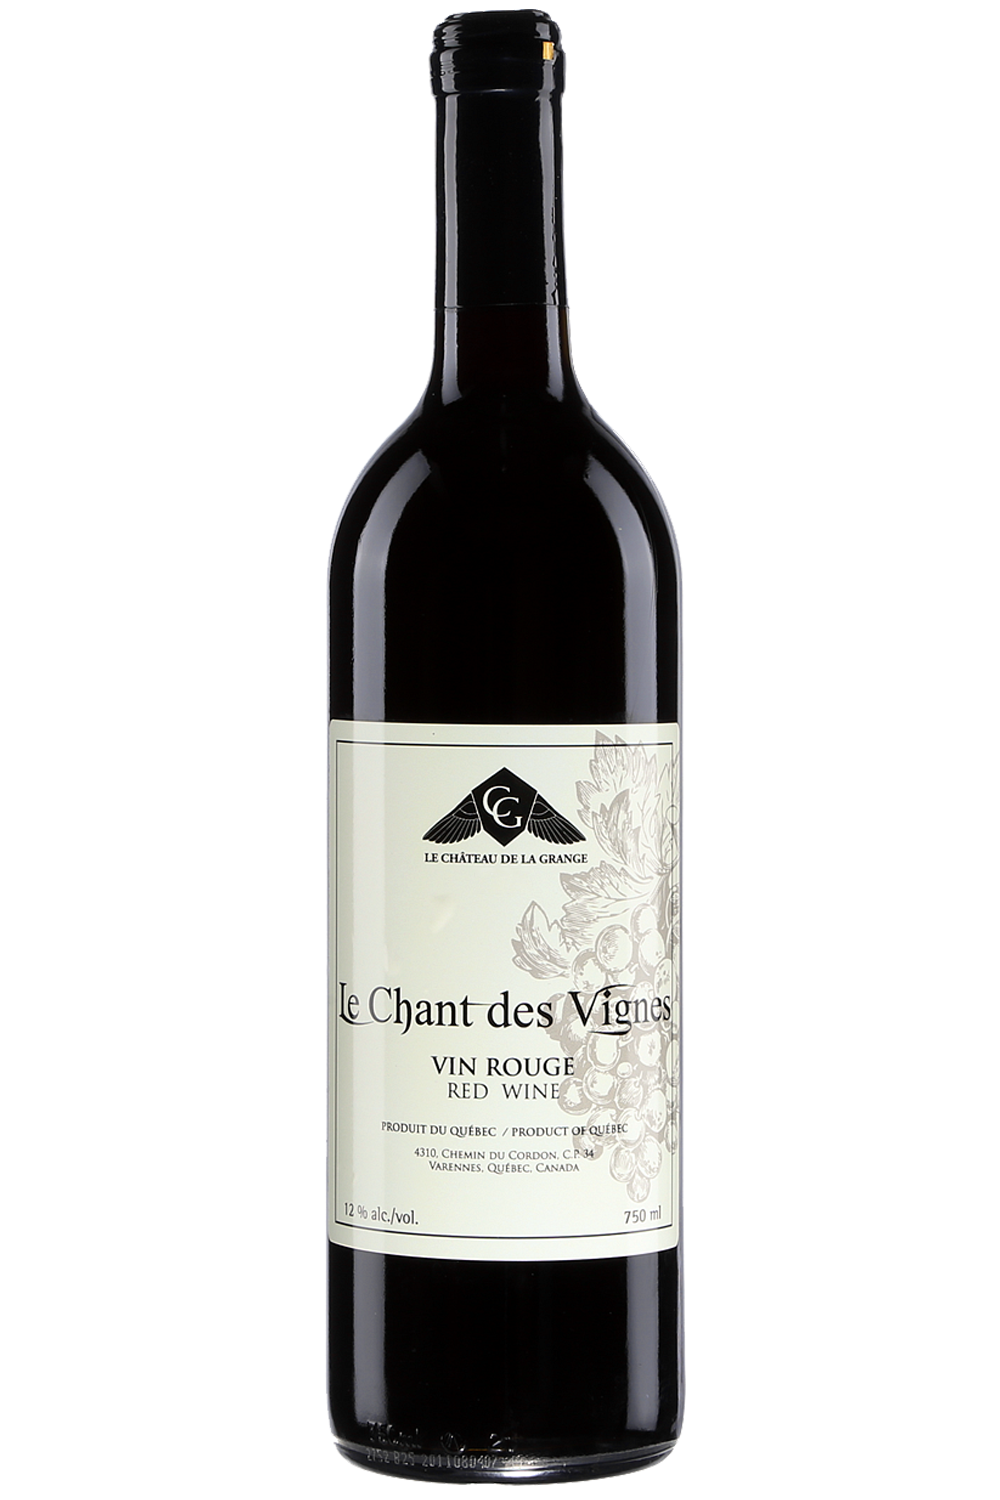 CG
LE CHÂTEAU DE LA GRANGE
Le Chant des Vignes
VIN ROUGE
RED WINE
PRODUIT DU QUÉBEC / PRODUCT OF QUÉBEC
4310, CHEMIN DU CORDON, C.P. 34
VARENNES, QUÉBEC, CANADA
12 % alc./vol. 750 ml